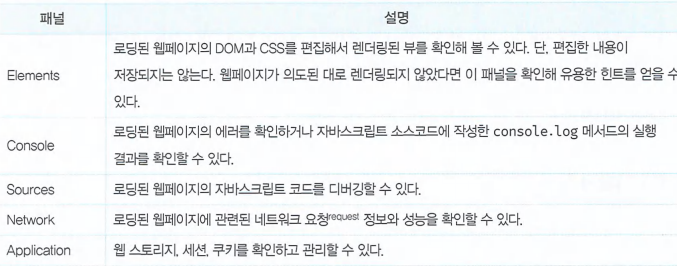 패널 설명
로딩된 웹페이지의 DOM과 CSS를 편집해서 렌더링된 뷰를 확인해 볼 수 있다. 단, 편집한 내용이
Elements 저장되지는 않는다. 웹페이지가 의도된 대로 렌더링되지 않았다면 이 패널을 확인해 유용한 힌트를 얻을 수
있다.
로딩된 웹페이지의 에러를 확인하거나 자바스크립트 소스코드에 작성한 console.log 메서드의 실행
Console
결과를 확인할 수 있다.
Sources 로딩된 웹페이지의 자바스크립트 코드를 디버깅할 수 있다.
Network 로딩된 웹페이지에 관련된 네트워크 요청request 정보와 성능을 확인할 수 있다.
Application 웹 스토리지, 세션, 쿠키를 확인하고 관리할 수 있다.